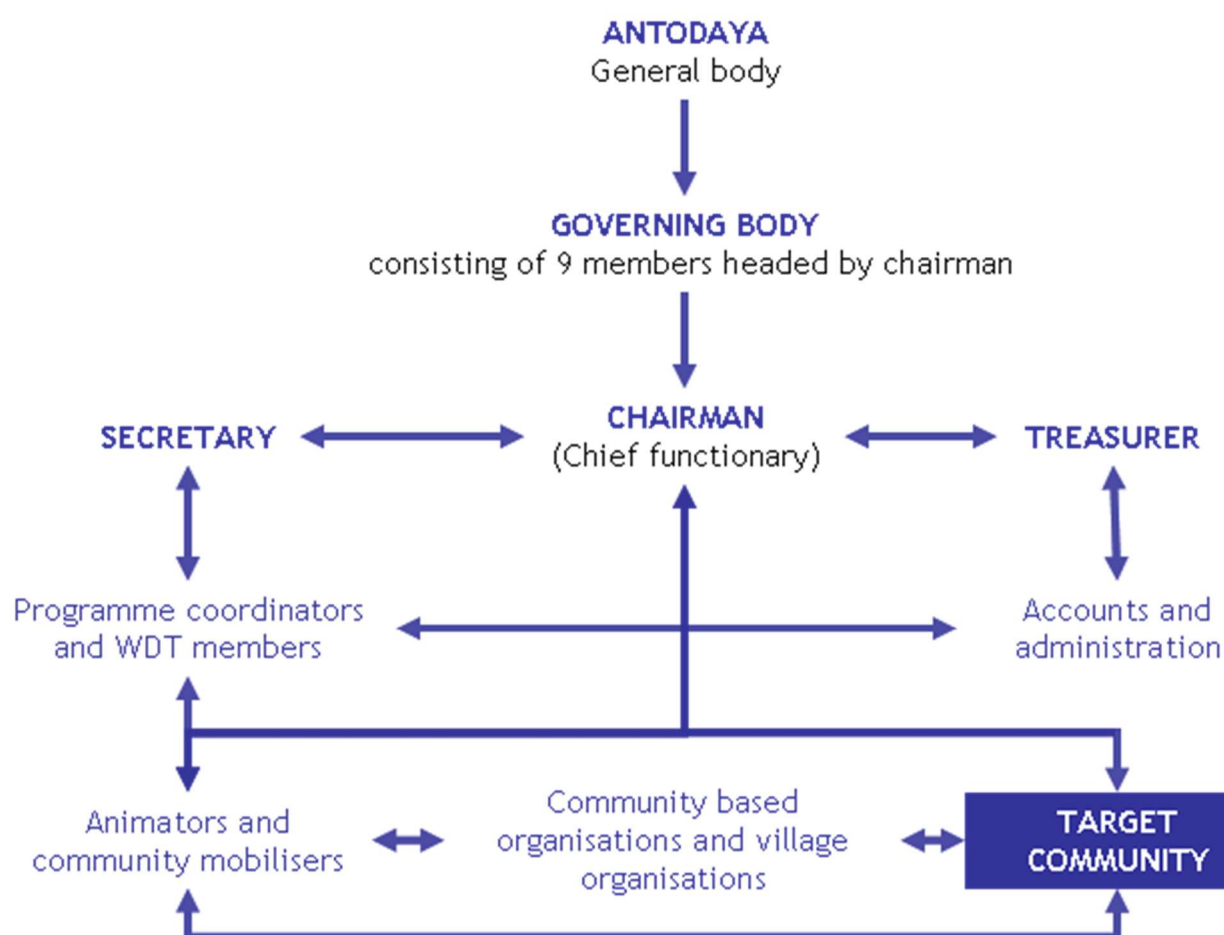 ANTODAYA
General body
GOVERNING BODY
consisting of 9 members headed by chairman
SECRETARY
CHAIRMAN
(Chief functionary)
TREASURER
Programme coordinators
and WDT members
Accounts and
administration
Animators and
community mobilisers
Community based
organisations and village
organisations
TARGET
COMMUNITY